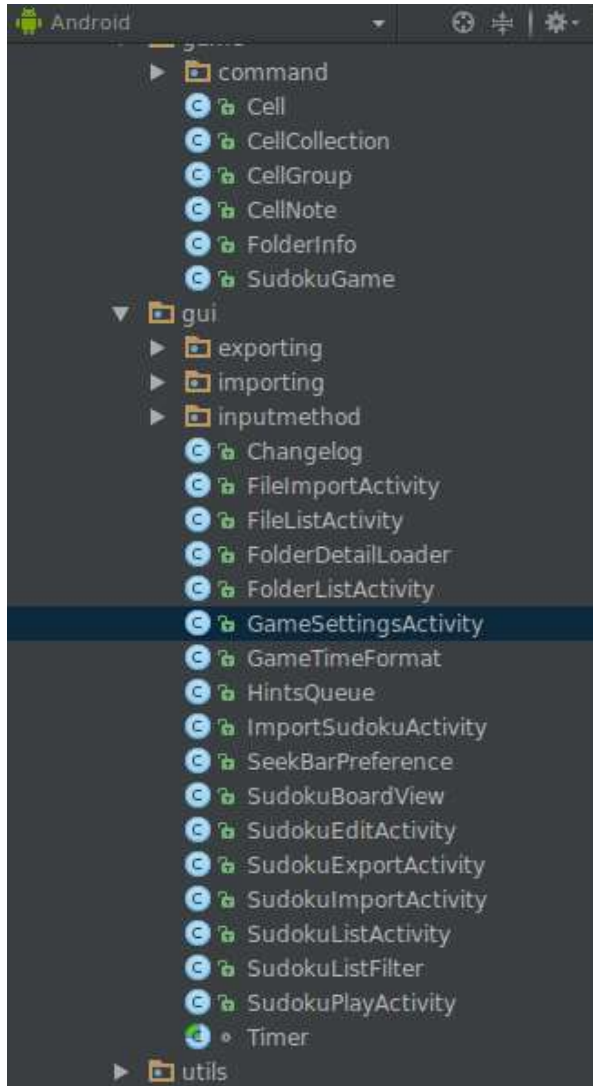 Android
game
command
Cell
CellCollection
CellGroup
CellNote
FolderInfo
SudokuGame
gui
exporting
importing
inputmethod
Changelog
FileImportActivity
FileListActivity
FolderDetailLoader
FolderListActivity
GameSettingsActivity
GameTimeFormat
HintsQueue
ImportSudokuActivity
SeekBarPreference
SudokuBoardView
SudokuEditActivity
SudokuExportActivity
SudokuImportActivity
SudokuListActivity
SudokuListFilter
SudokuPlayActivity
Timer
utils